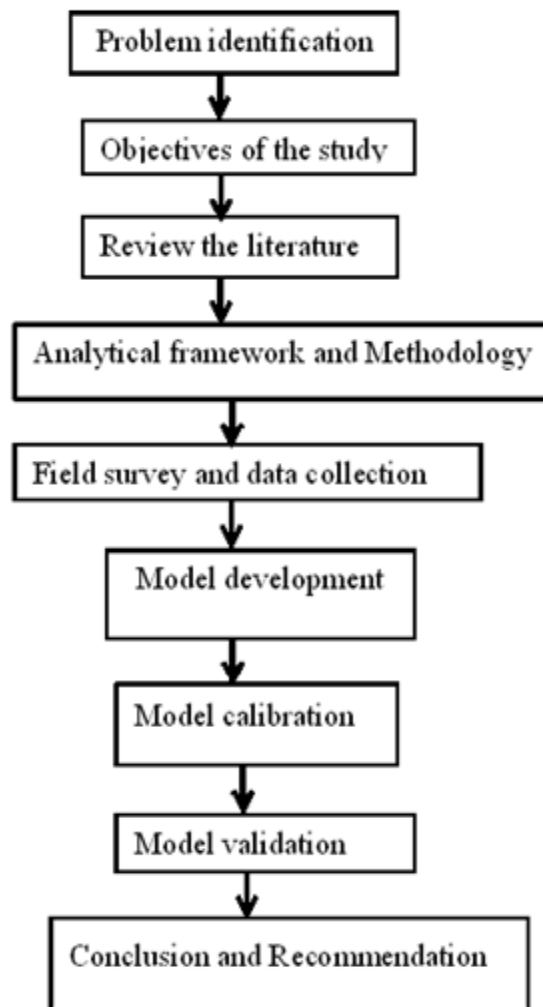 Problem identification
Objectives of the study
Review the literature
Analytical framework and Methodology
Field survey and data collection
Model development
Model calibration
Model validation
Conclusion and Recommendation